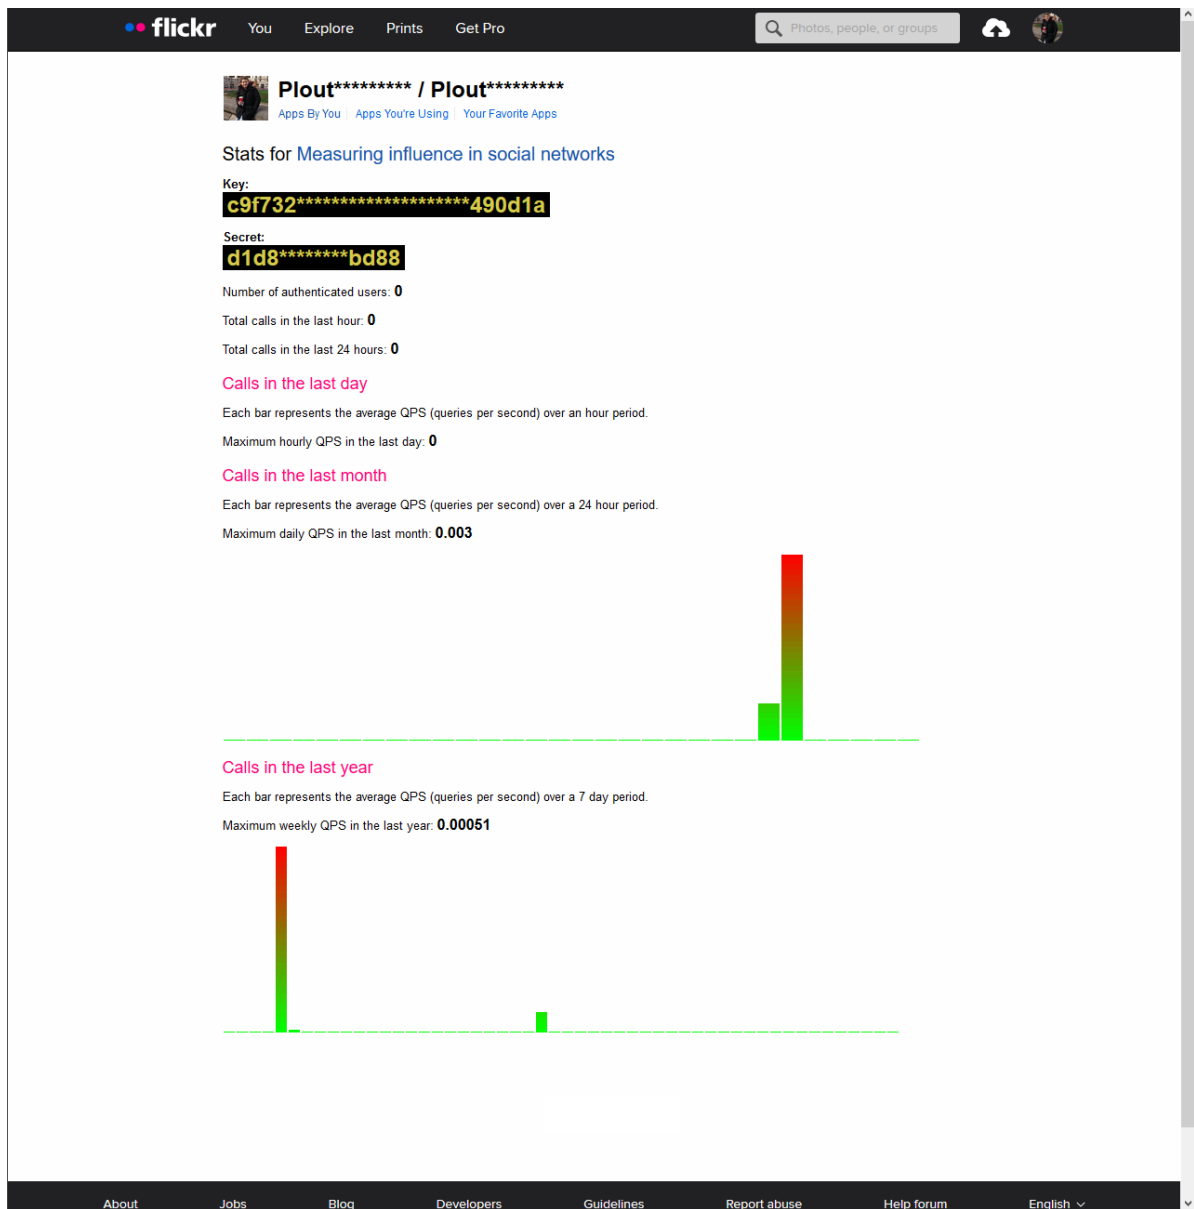 flickr You Explore Prints Get Pro Photos, people, or groups
Plout********* / Plout*********
Apps By You Apps You're Using Your Favorite Apps
Stats for Measuring influence in social networks
Key:
c9f732********************490d1a
Secret:
d1d8********bd88
Number of authenticated users: 0
Total calls in the last hour: 0
Total calls in the last 24 hours: 0
Calls in the last day
Each bar represents the average QPS (queries per second) over an hour period.
Maximum hourly QPS in the last day: 0
Calls in the last month
Each bar represents the average QPS (queries per second) over a 24 hour period.
Maximum daily QPS in the last month: 0.003
Calls in the last year
Each bar represents the average QPS (queries per second) over a 7 day period.
Maximum weekly QPS in the last year: 0.00051
About Jobs Blog Developers Guidelines Report abuse Help forum English